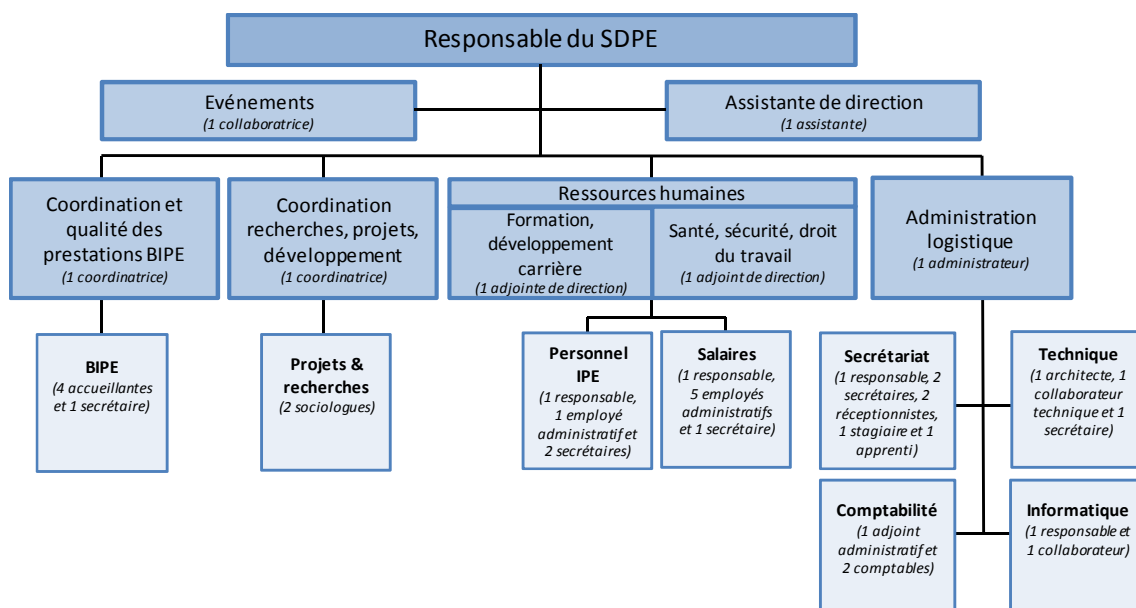 Responsable du SDPE
Evénements
(1 collaboratrice)
Assistante de direction
(1 assistante)
Coordination et
qualité des
prestations BIPE
(1 coordinatrice)
Coordination
recherches, projets,
développement
(1 coordinatrice)
Ressources humaines
Formation,
développement
carrière
(1 adjointe de direction)
Santé, sécurité, droit
du travail
(1 adjoint de direction)
Administration
logistique
(1 administrateur)
BIPE
(4 accueillantes
et 1 secrétaire)
Projets &
recherches
(2 sociologues)
Personnel
IPE
(1 responsable,
1 employé
administratif et
2 secrétaires)
Salaires
(1 responsable,
5 employés
administratifs
et 1 secrétaire)
Secrétariat
(1 responsable, 2
secrétaires, 2
réceptionnistes,
1 stagiaire et 1
apprenti)
Technique
(1 architecte, 1
collaborateur
technique et 1
secrétaire)
Comptabilité
(1 adjoint
administratif et
2 comptables)
Informatique
(1 responsable et
1 collaborateur)